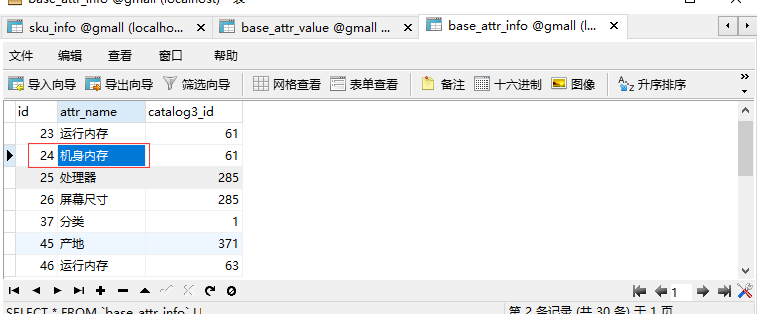 base_attr_info @gmall (localhost) - 表
sku_info @gmall (localho... base_attr_value @gmall ... base_attr_info @gmall (l...
文件 编辑 查看 窗口 帮助
导入向导 导出向导 筛选向导 网格查看 表单查看 备注 十六进制 图像 升序排序
id attr_name catalog3_id
23 运行内存 61
24 机身内存 61
25 处理器 285
26 屏幕尺寸 285
37 分类 1
45 产地 371
46 运行内存 63
1
SELECT * FROM `base_attr_info` LI
第 2 条记录 (共 30 条) 于 1 页